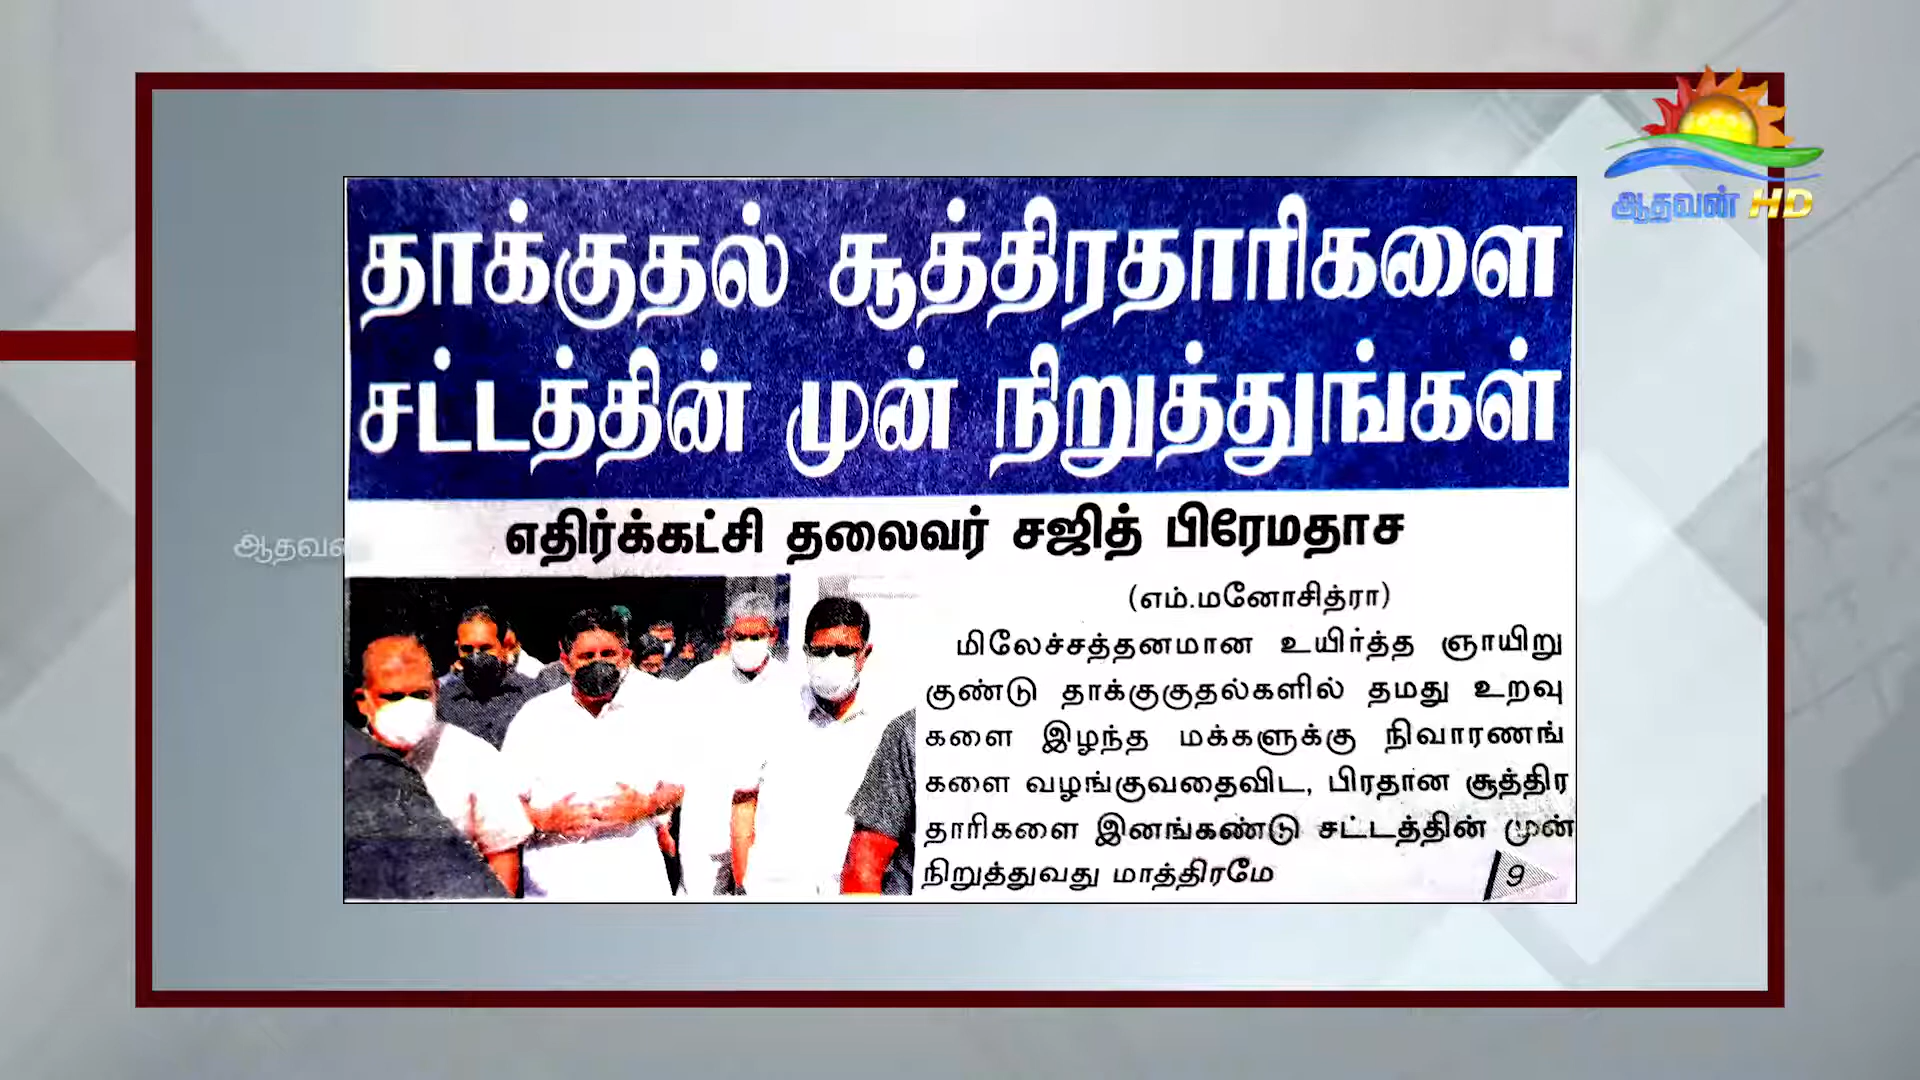 ஆதவன் HD
தாக்குதல் சூத்திரதாரிகளை
சட்டத்தின் முன் நிறுத்துங்கள்
எதிர்க்கட்சி தலைவர் சஜித் பிரேமதாச
ஆதவன்
(எம்.மனோசித்ரா)
மிலேச்சத்தனமான உயிர்த்த ஞாயிறு
குண்டு தாக்குகுதல்களில் தமது உறவு
களை இழந்த மக்களுக்கு நிவாரணங்
களை வழங்குவதைவிட, பிரதான சூத்திர
தாரிகளை இனங்கண்டு சட்டத்தின் முன்
நிறுத்துவது மாத்திரமே
9